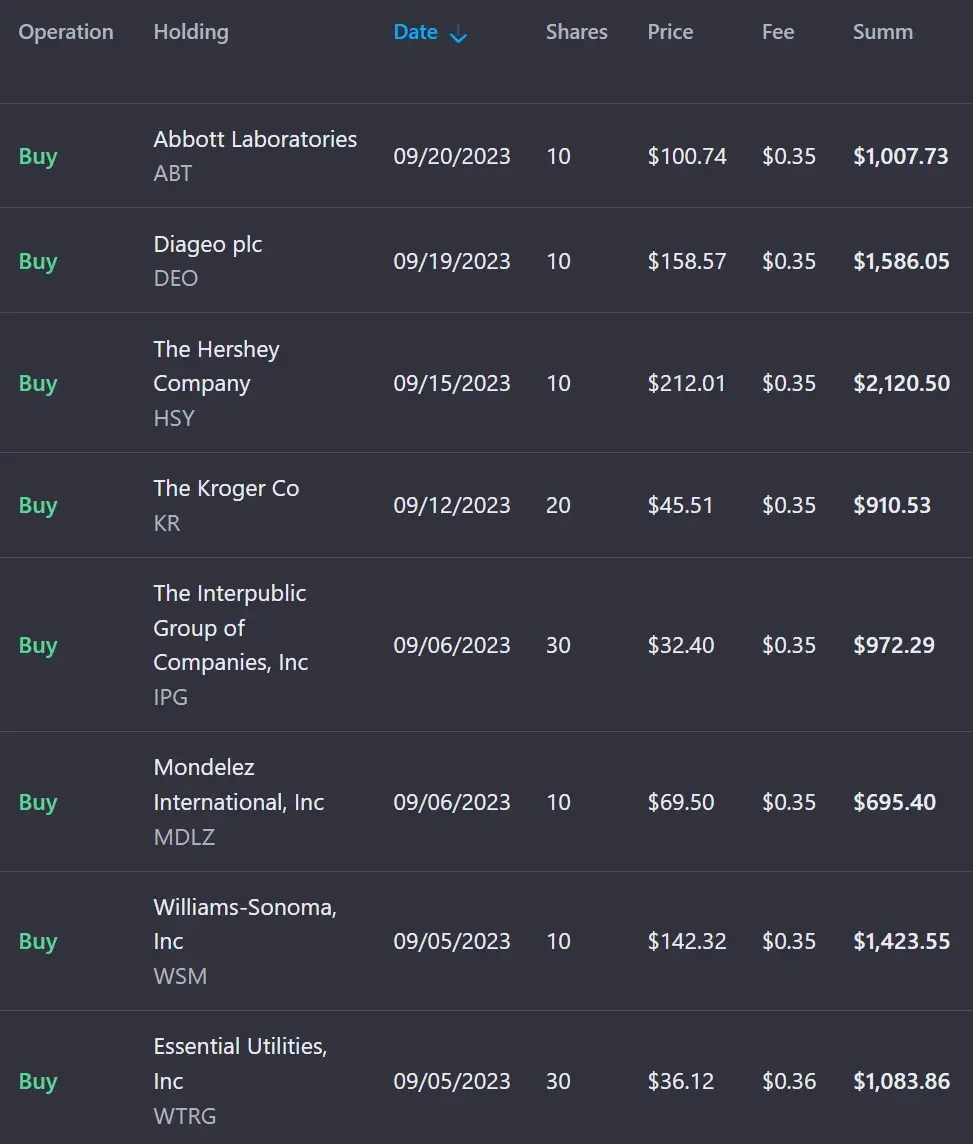 Operation Holding Date Shares Price Fee Summ
Buy Abbott Laboratories 09/20/2023 10 $100.74 $0.35 $1,007.73
ABT
Buy Diageo plc 09/19/2023 10 $158.57 $0.35 $1,586.05
DEO
The Hershey
Buy Company 09/15/2023 10 $212.01 $0.35 $2,120.50
HSY
Buy The Kroger Co 09/12/2023 20 $45.51 $0.35 $910.53
KR
The Interpublic
Group of
Buy Companies, Inc 09/06/2023 30 $32.40 $0.35 $972.29
IPG
Mondelez
Buy International, Inc 09/06/2023 10 $69.50 $0.35 $695.40
MDLZ
Williams-Sonoma,
Buy Inc 09/05/2023 10 $142.32 $0.35 $1,423.55
WSM
Essential Utilities,
Buy Inc 09/05/2023 30 $36.12 $0.36 $1,083.86
WTRG